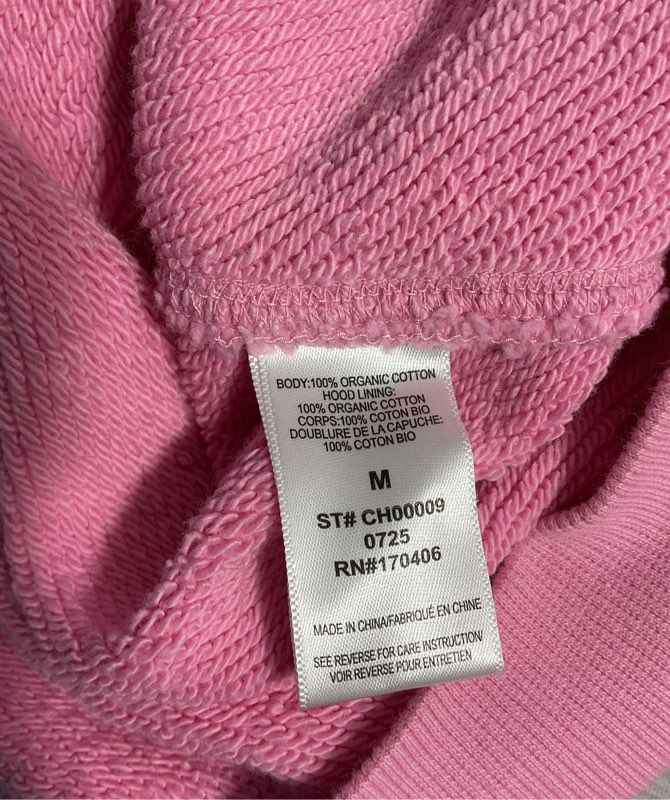 BODY:100% ORGANIC COTTON
HOOD LINING:
100% ORGANIC COTTON
CORPS:100% COTON BIO
DOUBLURE DE LA CAPUCHE:
100% COTON BIO
M
ST# CH00009
0725
RN#170406
MADE IN CHINA/FABRIQUÉ EN CHINE
SEE REVERSE FOR CARE INSTRUCTION/
VOIR REVERSE POUR ENTRETIEN